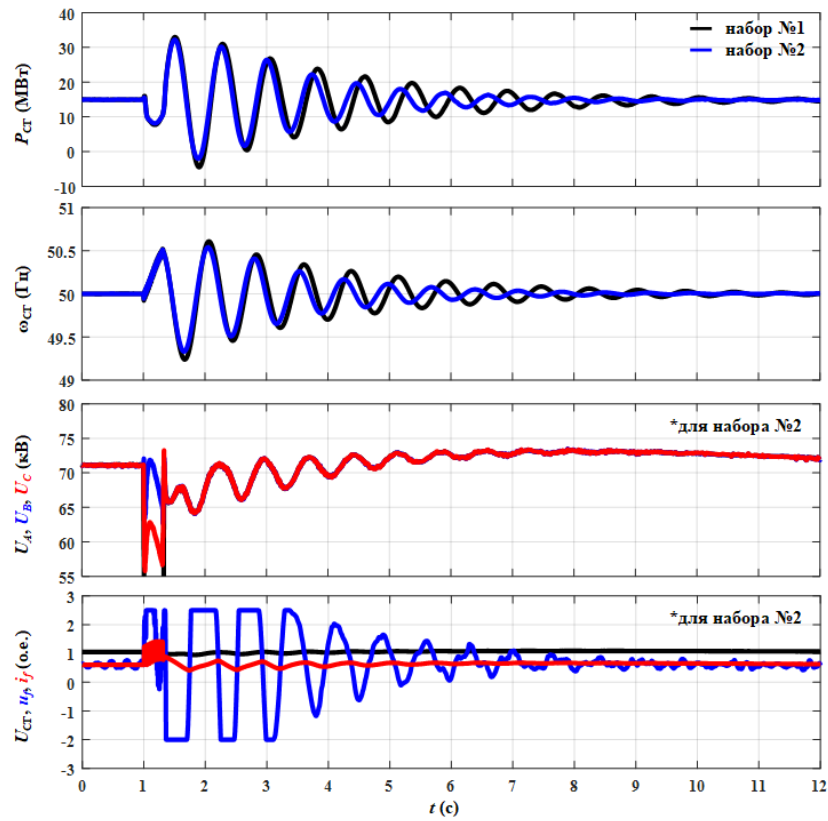 40
30
20
10
0
-10
P_СТ (МВт)
набор №1
набор №2
51
50.5
50
49.5
49
ω_СТ (Гц)
80
75
70
65
60
55
U_A, U_B, U_C (кВ)
*для набора №2
3
2
1
0
-1
-2
-3
U_СТ, u_f, i_f (о.е.)
*для набора №2
0 1 2 3 4 5 6 7 8 9 10 11 12
t (с)